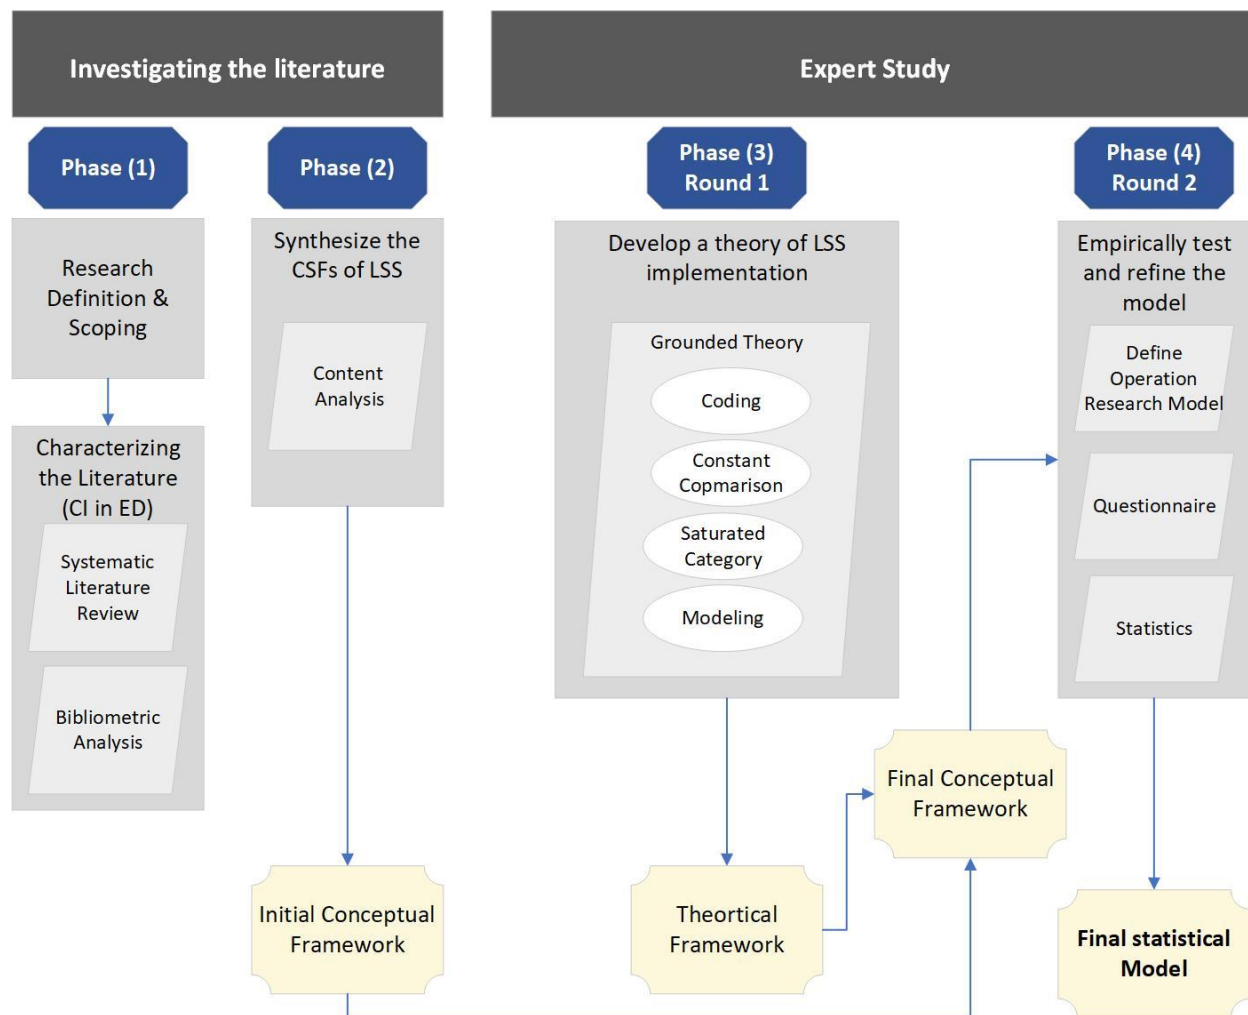 Investigating the literature
Expert Study
Phase (1)
Phase (2)
Phase (3)
Round 1
Phase (4)
Round 2
Research
Definition &
Scoping
Characterizing
the Literature
(CI in ED)
Systematic
Literature
Review
Bibliometric
Analysis
Synthesize the
CSFs of LSS
Content
Analysis
Initial Conceptual
Framework
Develop a theory of LSS
implementation
Grounded Theory
Coding
Constant
Copmarison
Saturated
Category
Modeling
Theortical
Framework
Final Conceptual
Framework
Empirically test
and refine the
model
Define
Operation
Research Model
Questionnaire
Statistics
Final statistical
Model